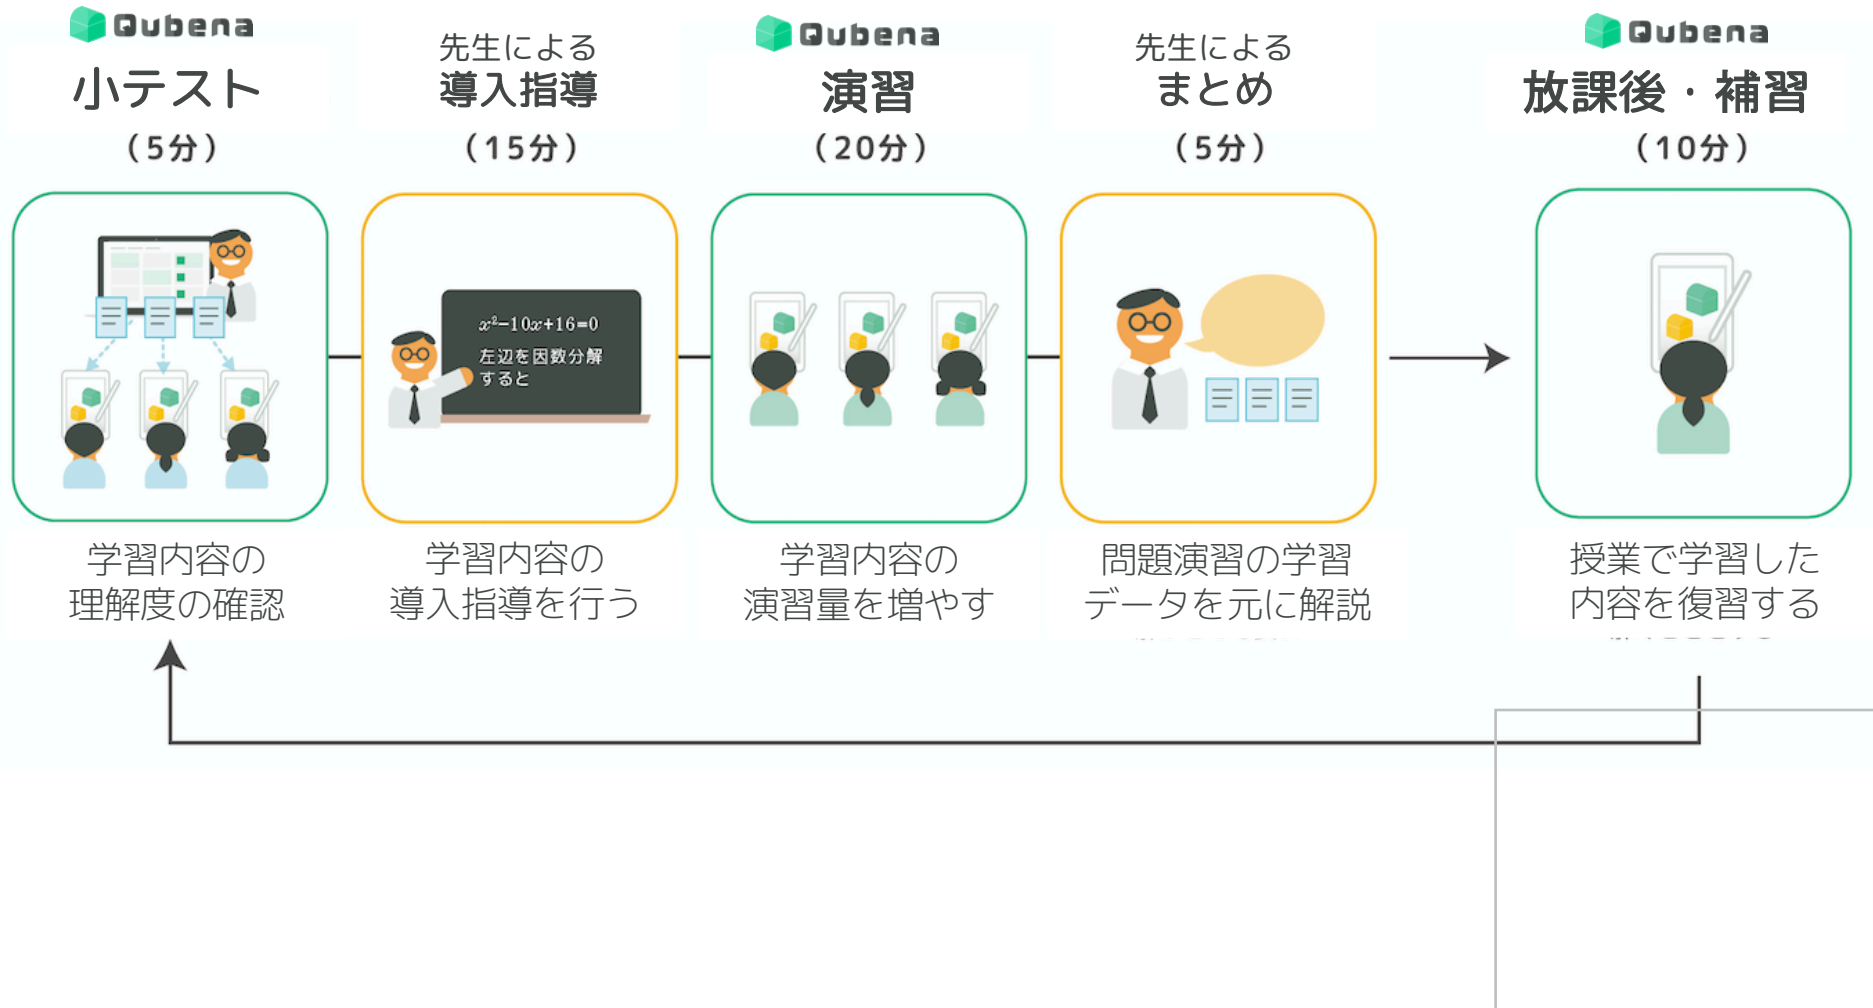 Qubena
小テスト
（5分）
先生による
導入指導
（15分）
Qubena
演習
（20分）
先生による
まとめ
（5分）
Qubena
放課後・補習
（10分）
x²−10x+16=0
左辺を因数分解
すると
学習内容の
理解度の確認
学習内容の
導入指導を行う
学習内容の
演習量を増やす
問題演習の学習
データを元に解説
授業で学習した
内容を復習する